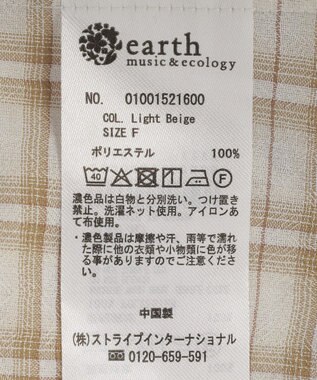 earth
music&ecology
NO. 01001521600
COL. Light Beige
SIZE F
ポリエステル 100%
40
濃色品は白物と分別洗い。つけ置き
禁止。洗濯ネット使用。アイロンあ
て布使用。
・濃色製品は摩擦や汗、雨等で濡れ
た際に他の衣類や小物類に色が移
る事がありますのでご注意くださ
い。
中国製
(株)ストライプインターナショナル
0120-659-591